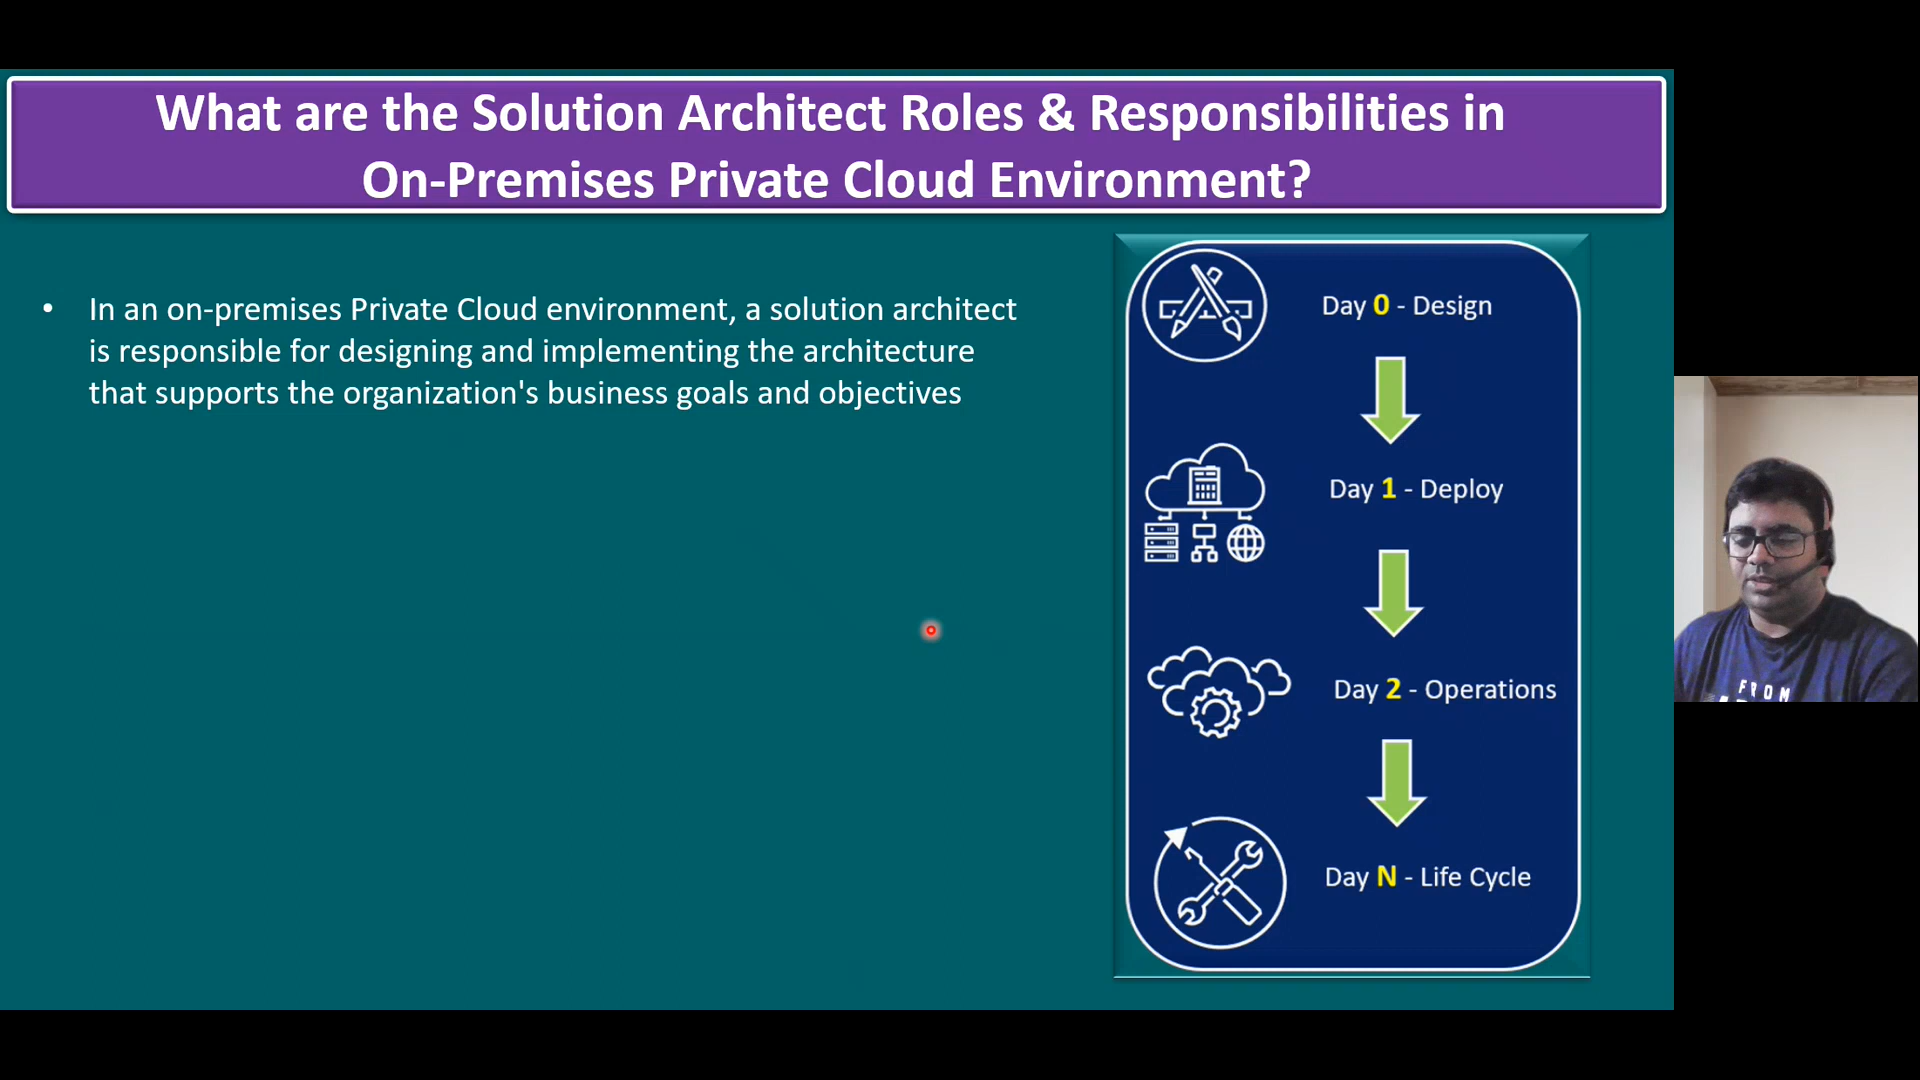 What are the Solution Architect Roles & Responsibilities in
On-Premises Private Cloud Environment?
• In an on-premises Private Cloud environment, a solution architect
is responsible for designing and implementing the architecture
that supports the organization's business goals and objectives
Day 0 - Design
Day 1 - Deploy
Day 2 - Operations
Day N - Life Cycle
FROM